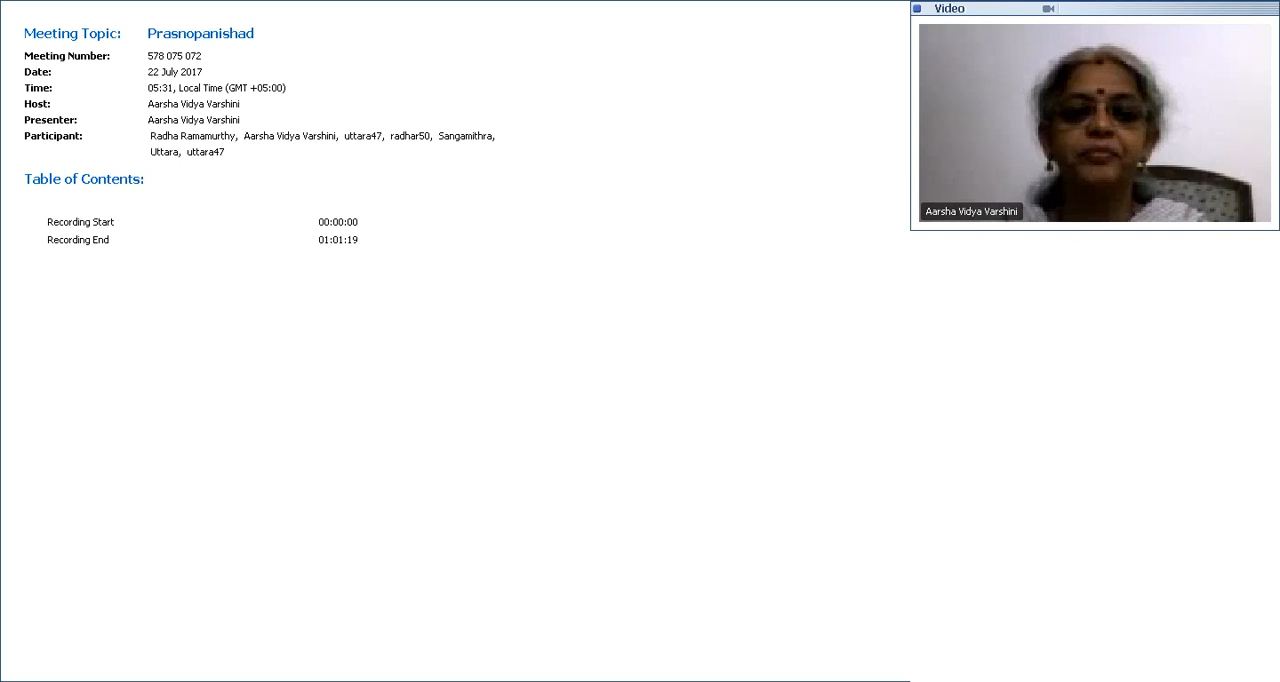 Meeting Topic: Prasnopanishad
Meeting Number: 578 075 072
Date: 22 July 2017
Time: 05:31, Local Time (GMT +05:00)
Host: Aarsha Vidya Varshini
Presenter: Aarsha Vidya Varshini
Participant: Radha Ramamurthy, Aarsha Vidya Varshini, uttara47, radhar50, Sangamithra,
Uttara, uttara47
Table of Contents:
Recording Start 00:00:00
Recording End 01:01:19
Video
Aarsha Vidya Varshini